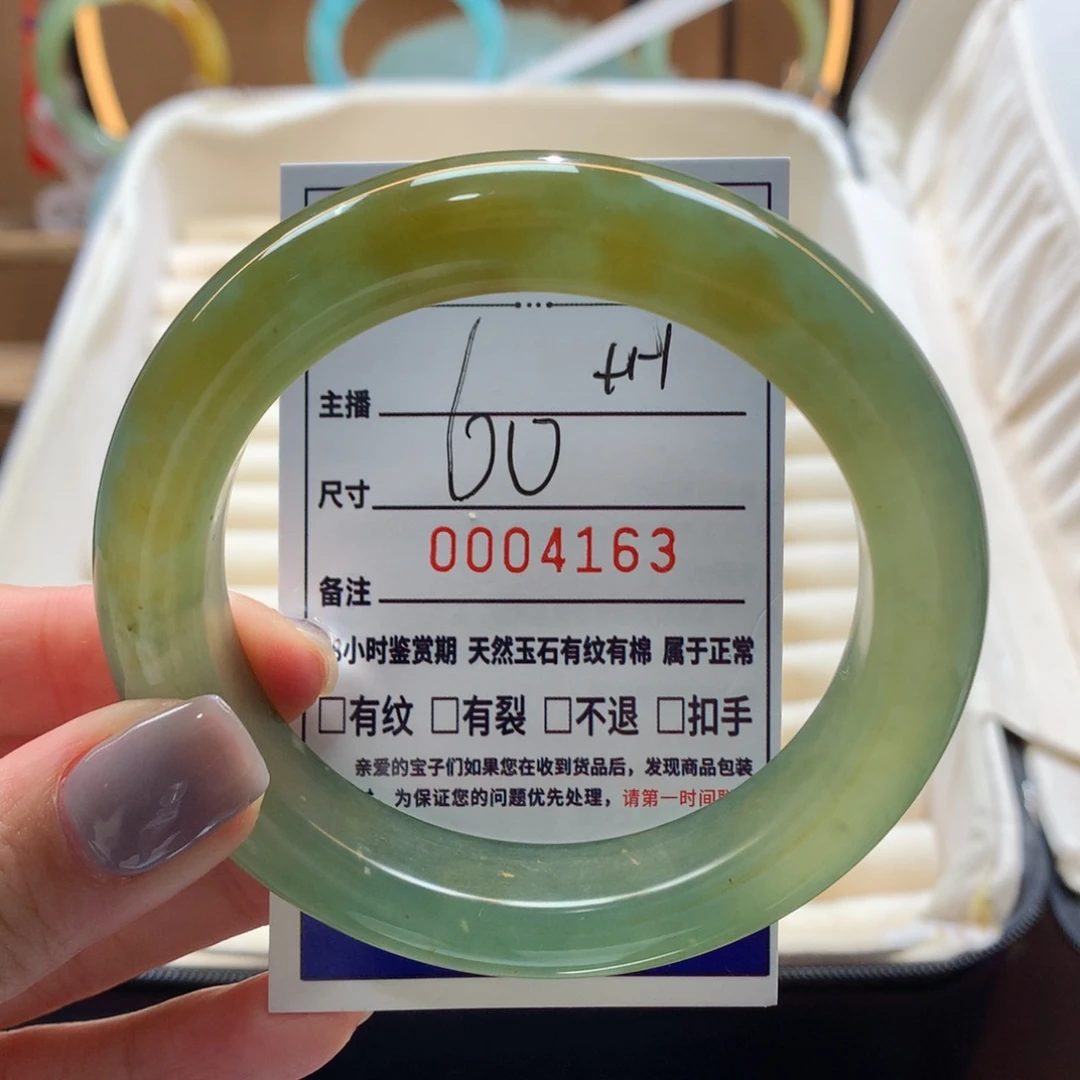 主播
尺寸 60
0004163
备注
8小时鉴赏期 天然玉石有纹有棉 属于正常
□有纹 □有裂 □不退 □扣手
亲爱的宝子们如果您在收到货品后，发现商品包装
为保证您的问题优先处理，请第一时间联